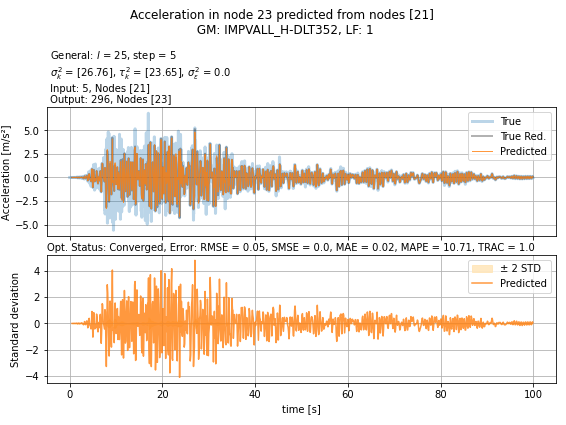 Acceleration in node 23 predicted from nodes [21]
GM: IMPVALL_H-DLT352, LF: 1
General: l = 25, step = 5
σ²ₖ = [26.76], τ²ₖ = [23.65], σ²ε = 0.0
Input: 5, Nodes [21]
Output: 296, Nodes [23]
Acceleration [m/s²]
5.0
2.5
0.0
−2.5
−5.0
True
True Red.
Predicted
Opt. Status: Converged, Error: RMSE = 0.05, SMSE = 0.0, MAE = 0.02, MAPE = 10.71, TRAC = 1.0
Standard deviation
4
2
0
−2
−4
± 2 STD
Predicted
0 20 40 60 80 100
time [s]